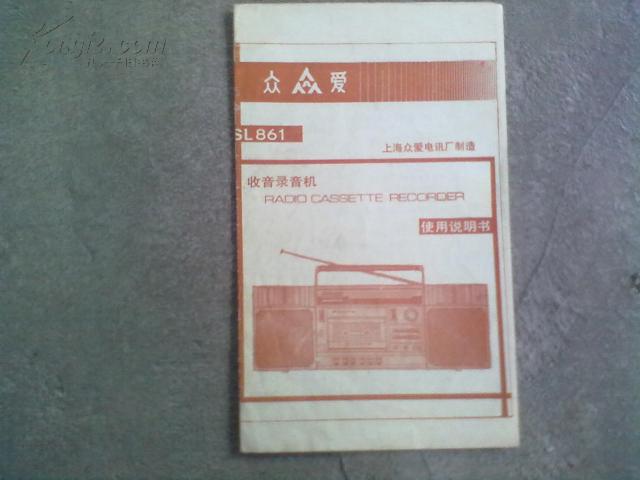 众 爱
SL861
上海众爱电讯厂制造
收音录音机
RADIO CASSETTE RECORDER
使用说明书